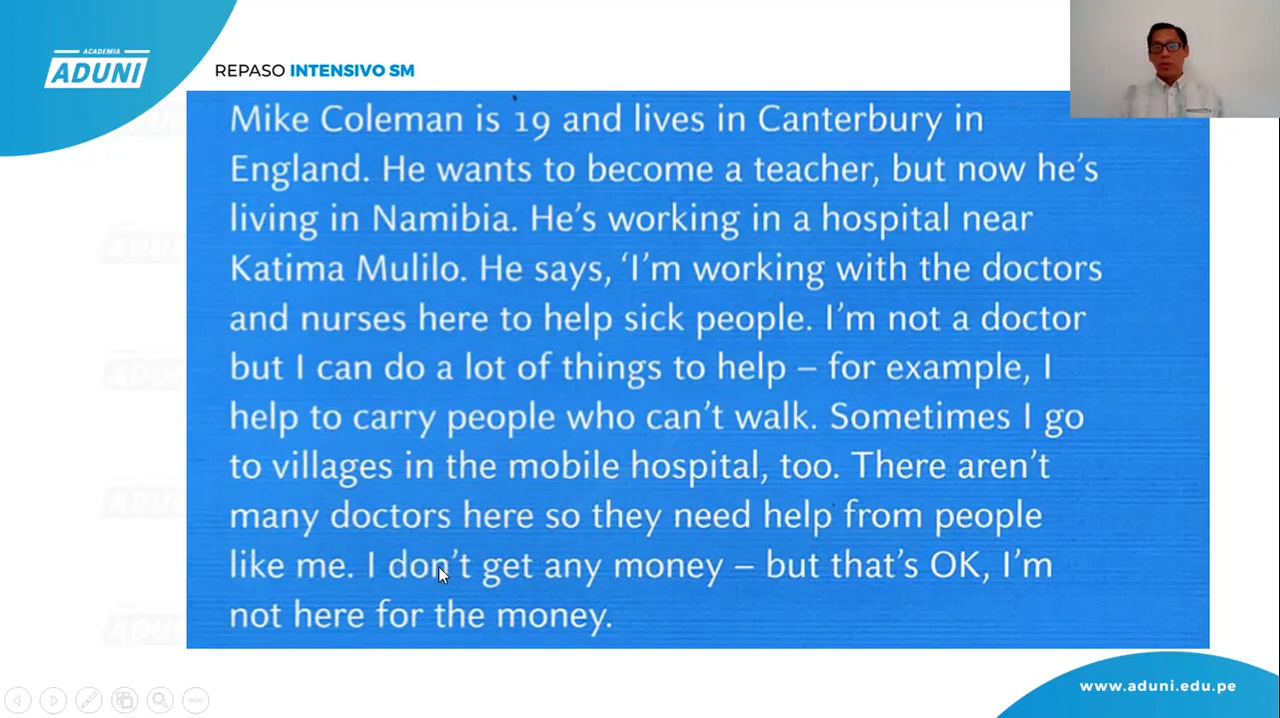 ACADEMIA
ADUNI
REPASO INTENSIVO SM
Mike Coleman is 19 and lives in Canterbury in
England. He wants to become a teacher, but now he's
living in Namibia. He's working in a hospital near
Katima Mulilo. He says, ‘I'm working with the doctors
and nurses here to help sick people. I'm not a doctor
but I can do a lot of things to help – for example, I
help to carry people who can't walk. Sometimes I go
to villages in the mobile hospital, too. There aren't
many doctors here so they need help from people
like me. I don't get any money – but that's OK, I'm
not here for the money.
www.aduni.edu.pe